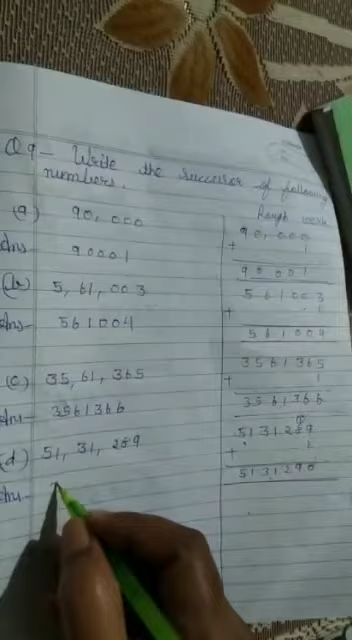 Q 9 - Write the successor of following
numbers.
Rough work
(a) 90,000
Ans 90001
(b) 5,61,003
Ans- 561004
(c) 35,61,365
Ans- 3561366
(d) 51,31,289
Ans-
90,000
+ 1
90001
561003
+ 1
561004
3561365
+ 1
3561366
5131289
+ 1
5131290